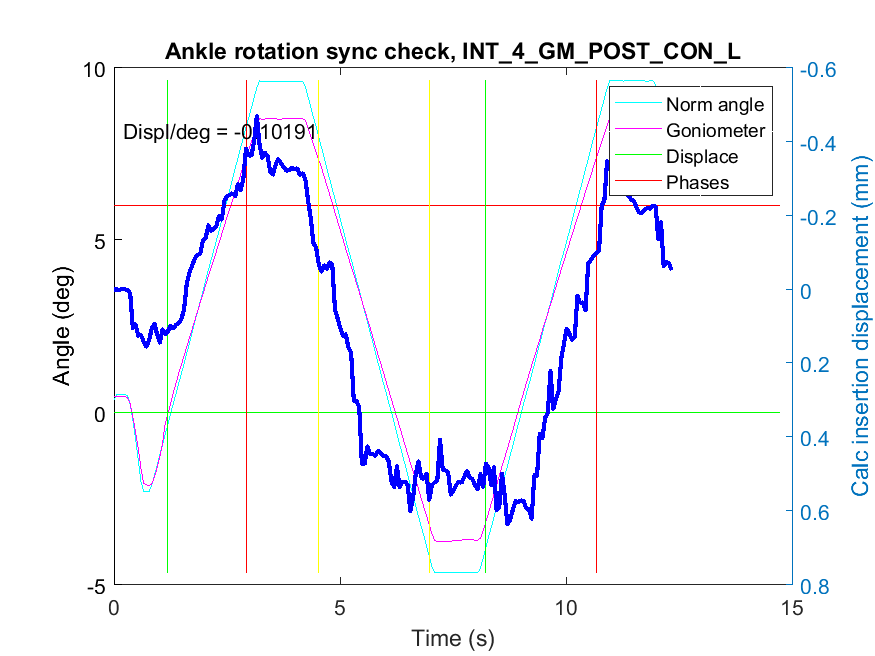 Ankle rotation sync check, INT_4_GM_POST_CON_L
10
5
0
-5
Angle (deg)
Displ/deg = -0.10191
Norm angle
Goniometer
Displace
Phases
-0.6
-0.4
-0.2
0
0.2
0.4
0.6
0.8
Calc insertion displacement (mm)
0
5
10
15
Time (s)